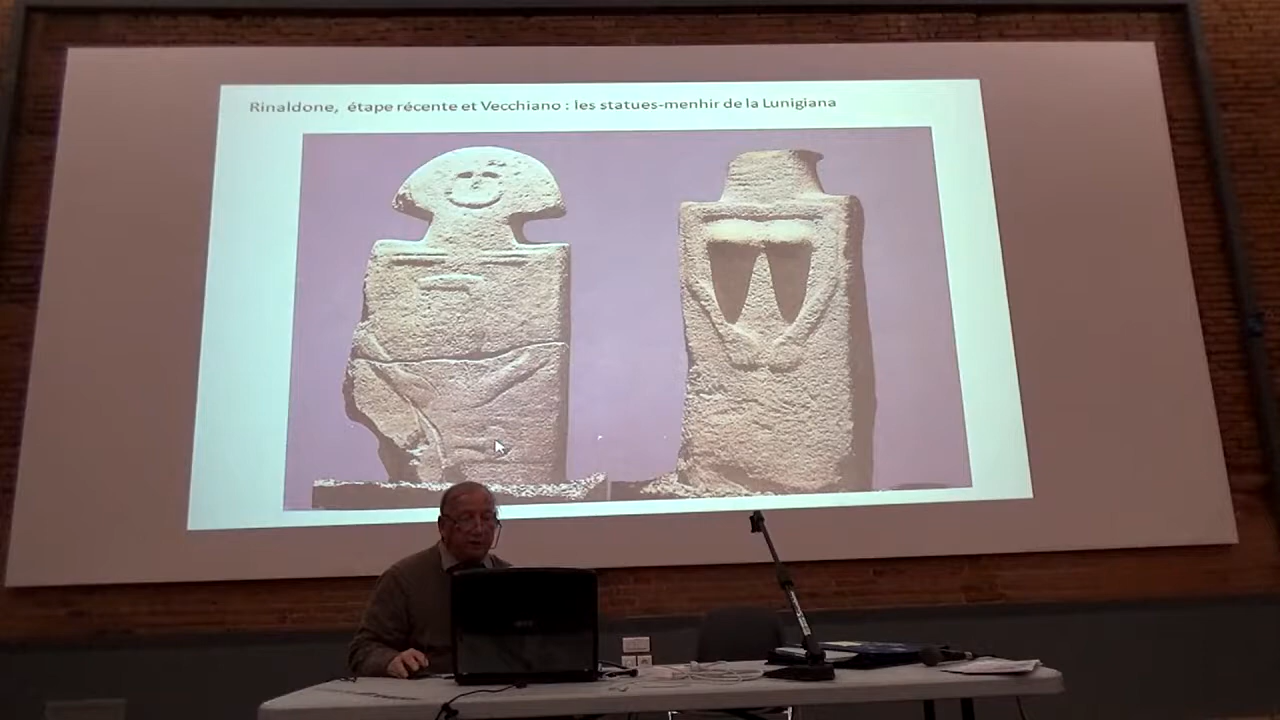 Rinaldone, étape récente et Vecchiano : les statues-menhir de la Lunigiana